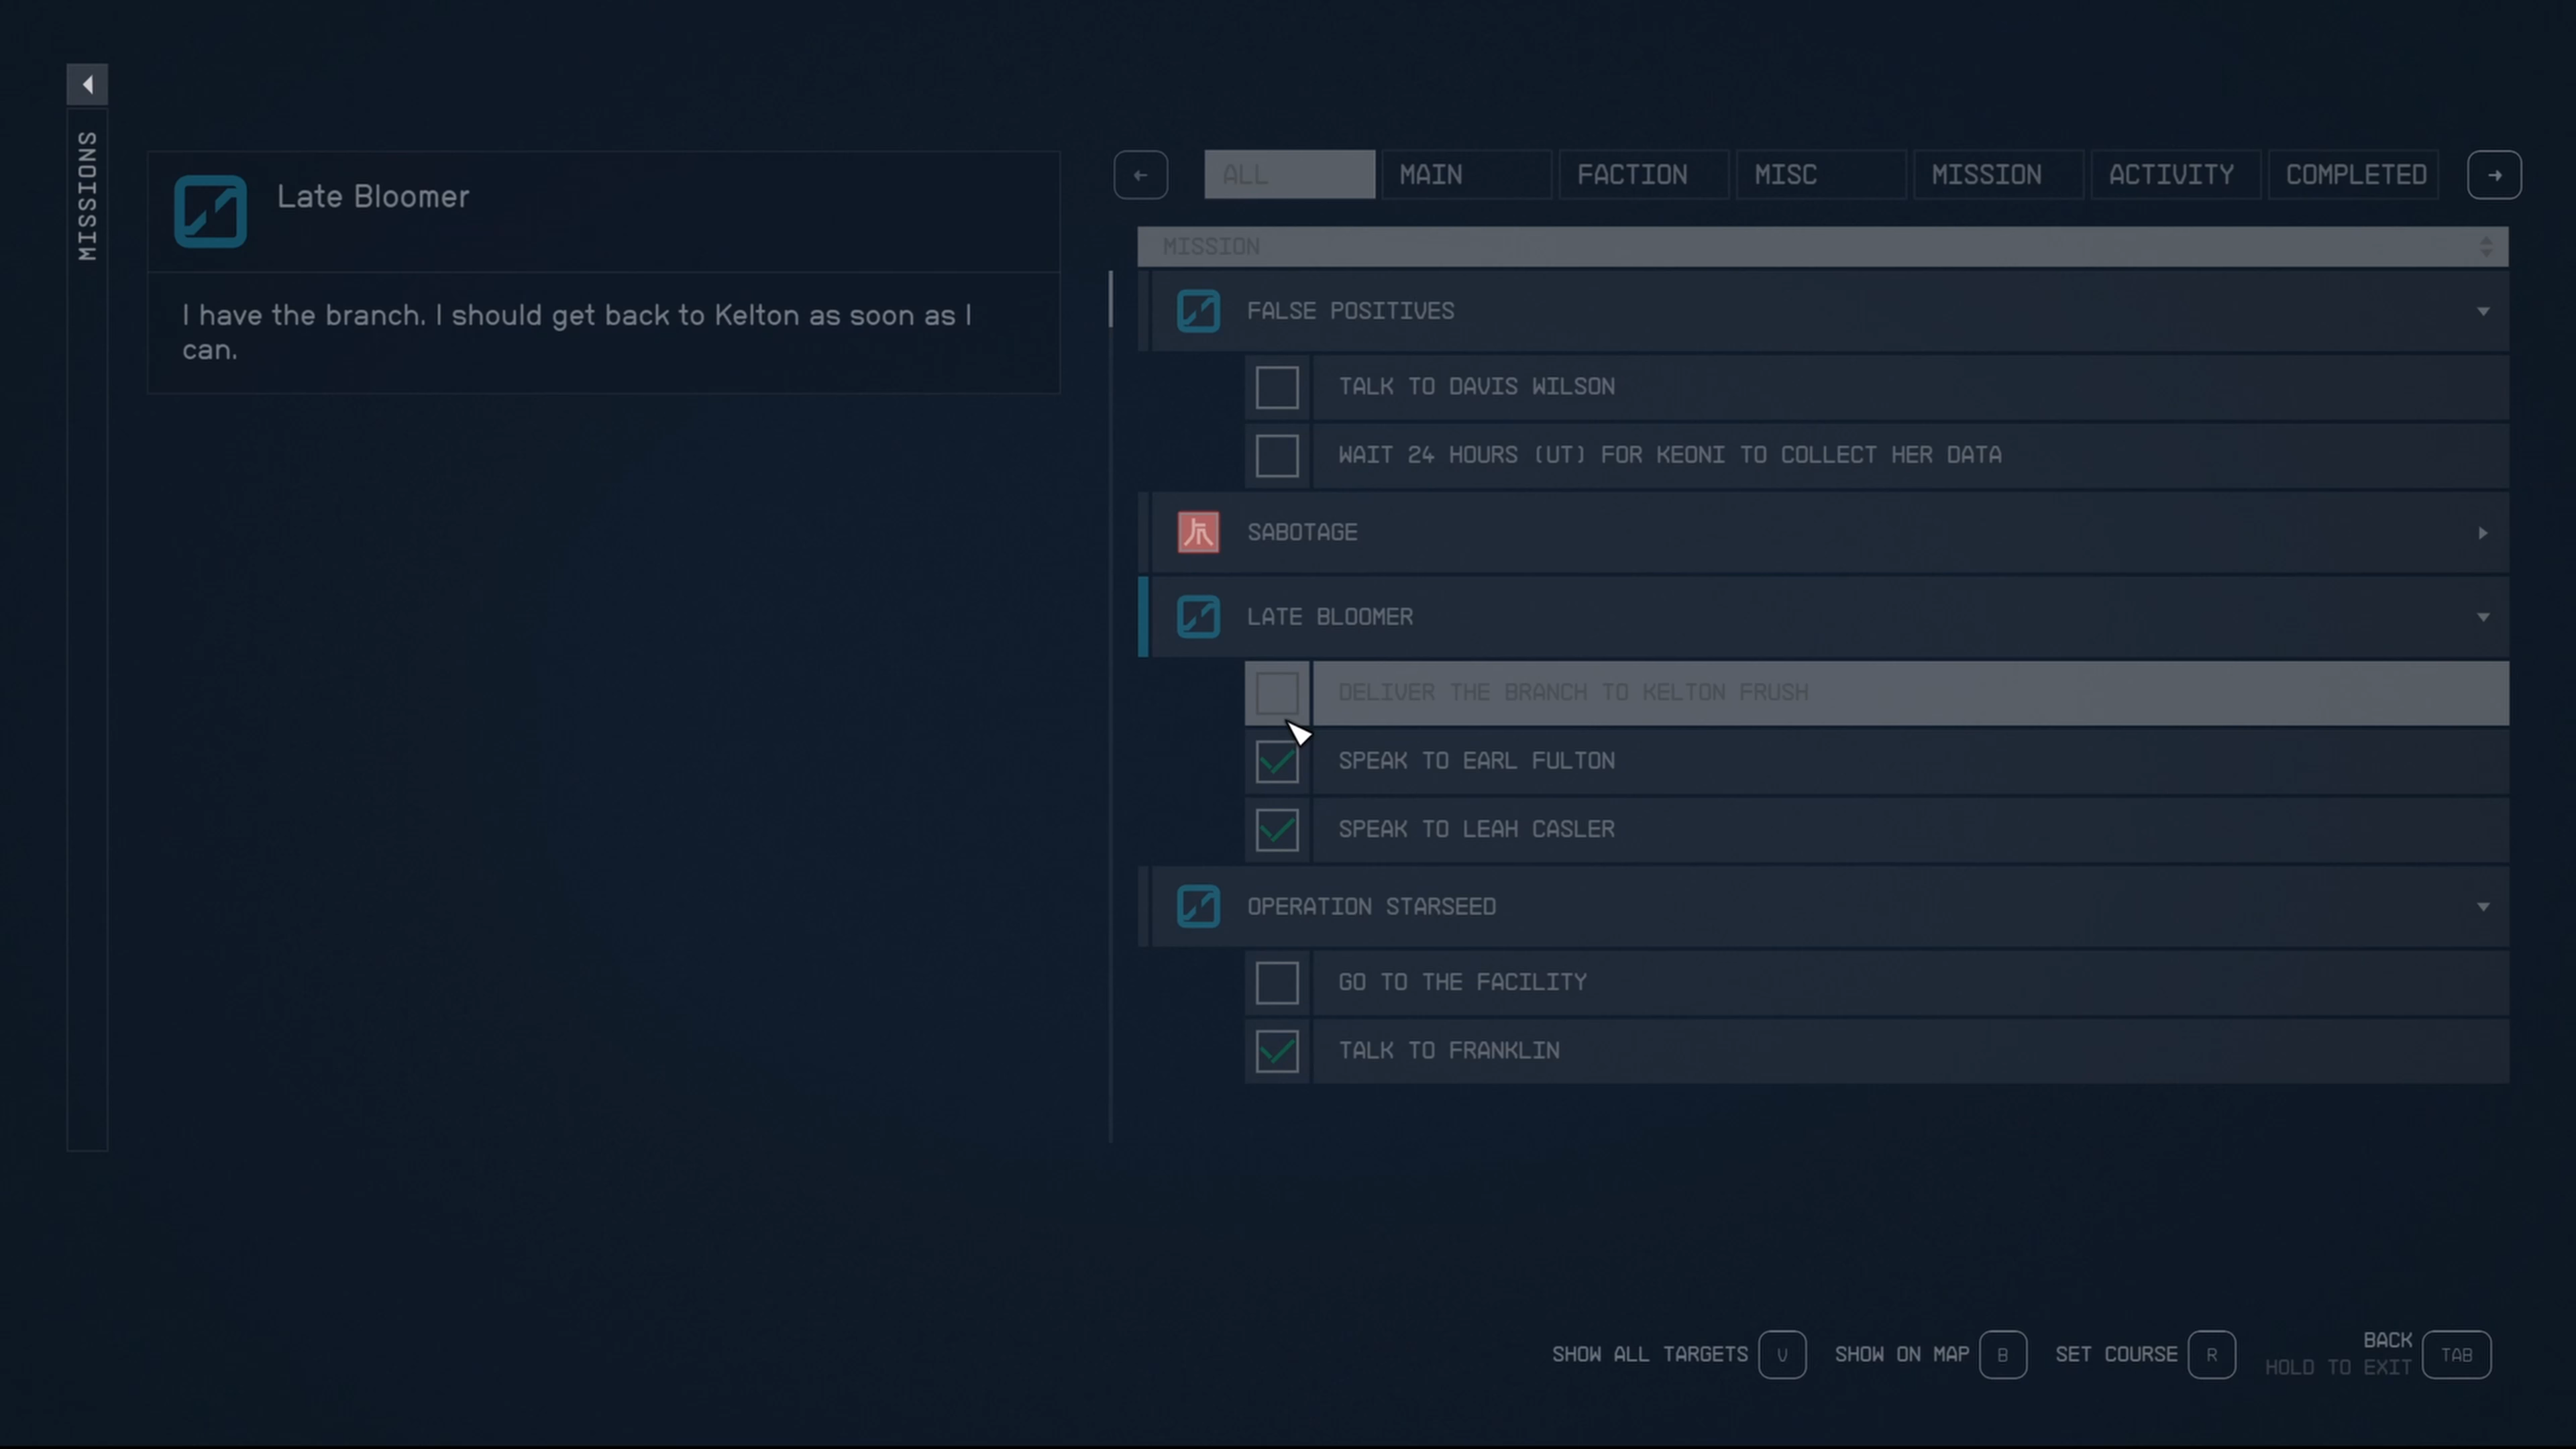 MISSIONS
Late Bloomer
I have the branch. I should get back to Kelton as soon as I
can.
ALL
MAIN
FACTION
MISC
MISSION
ACTIVITY
COMPLETED
MISSION
FALSE POSITIVES
TALK TO DAVIS WILSON
WAIT 24 HOURS (UT) FOR KEONI TO COLLECT HER DATA
SABOTAGE
LATE BLOOMER
DELIVER THE BRANCH TO KELTON FRUSH
SPEAK TO EARL FULTON
SPEAK TO LEAH CASLER
OPERATION STARSEED
GO TO THE FACILITY
TALK TO FRANKLIN
SHOW ALL TARGETS V
SHOW ON MAP B
SET COURSE R
BACK
HOLD TO EXIT
TAB